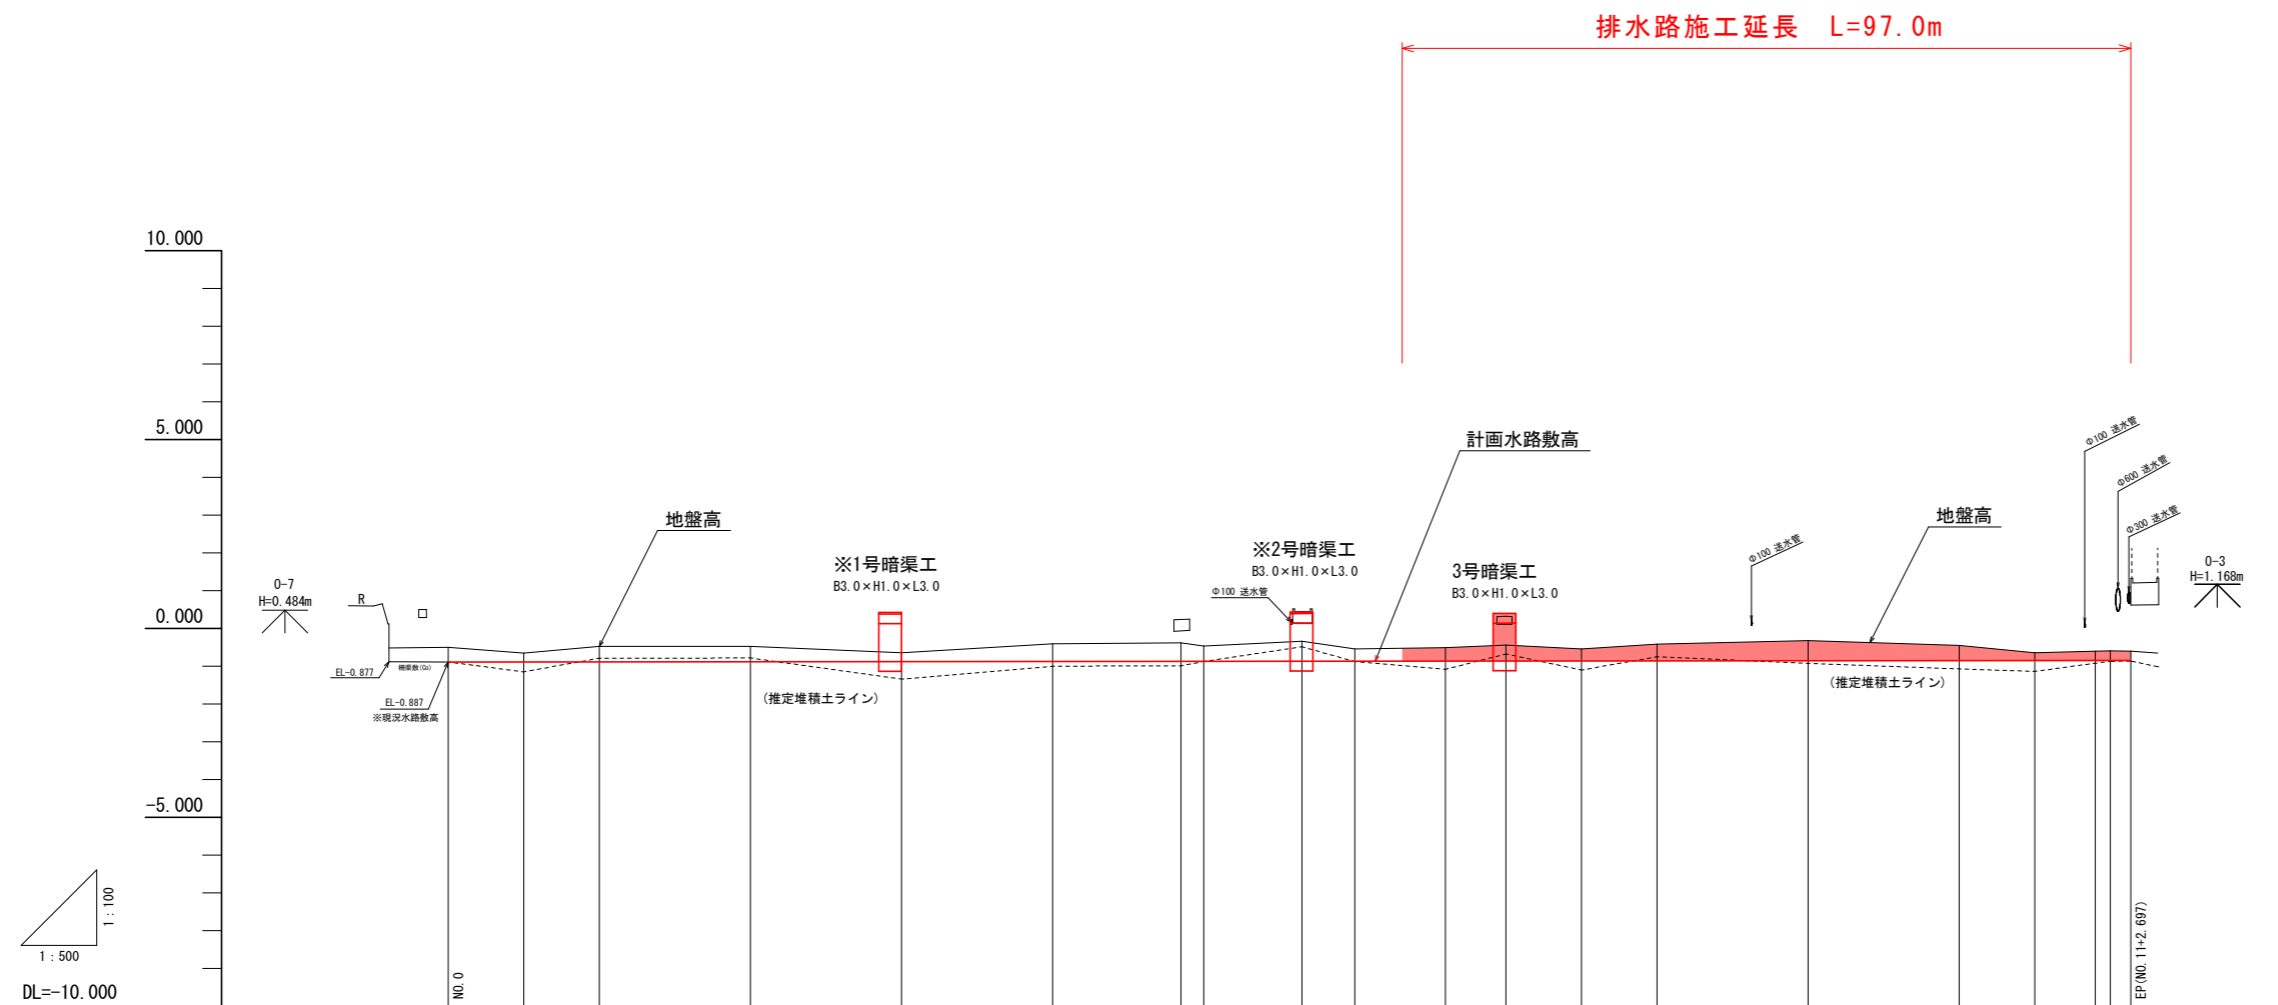 排水路施工延長　L=97.0m
10.000
5.000
0.000
-5.000
DL=-10.000
1：100
1：500
O-7
H=0.484m
R
EL-0.877
EL-0.887
※現況水路敷高
地盤高
※1号暗渠工
B3.0×H1.0×L3.0
(推定堆積土ライン)
※2号暗渠工
B3.0×H1.0×L3.0
Φ100 送水管
計画水路敷高
3号暗渠工
B3.0×H1.0×L3.0
Φ100 送水管
地盤高
(推定堆積土ライン)
Φ100 送水管
Φ600 送水管
Φ300 送水管
O-3
H=1.168m
NO.0
EP(NO.11+2.697)